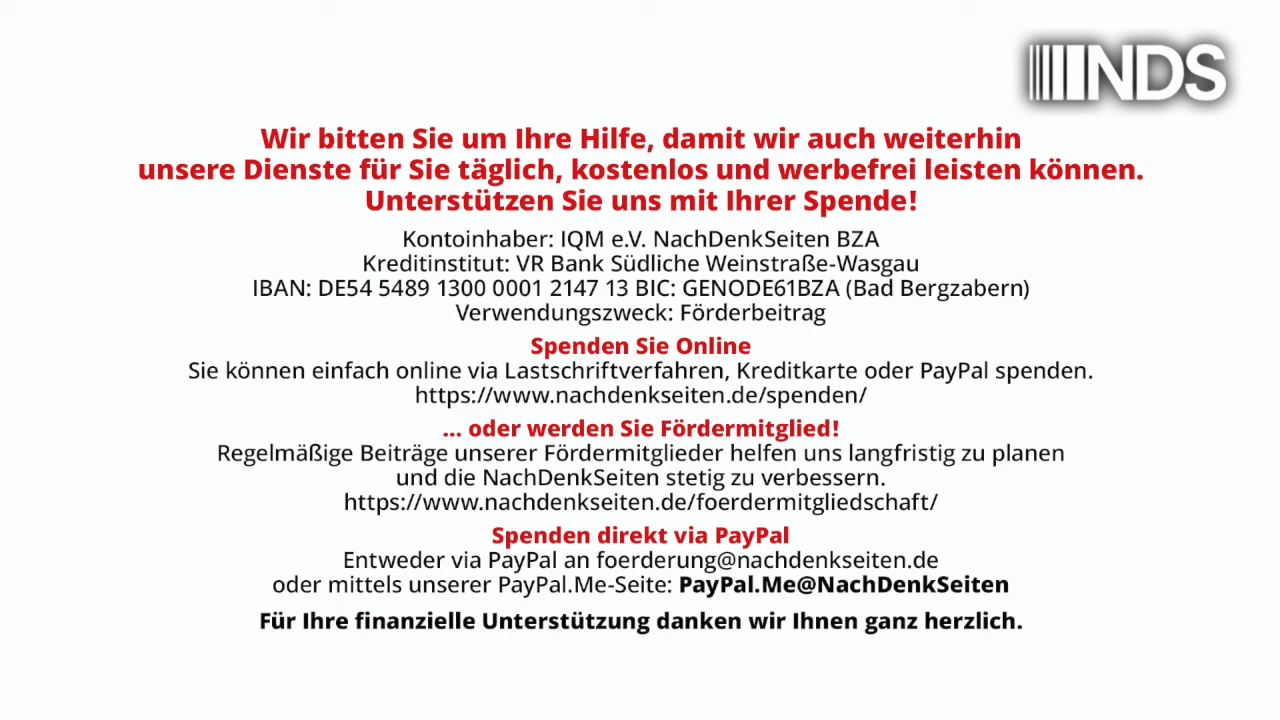 NDS
Wir bitten Sie um Ihre Hilfe, damit wir auch weiterhin
unsere Dienste für Sie täglich, kostenlos und werbefrei leisten können.
Unterstützen Sie uns mit Ihrer Spende!
Kontoinhaber: IQM e.V. NachDenkSeiten BZA
Kreditinstitut: VR Bank Südliche Weinstraße-Wasgau
IBAN: DE54 5489 1300 0001 2147 13 BIC: GENODE61BZA (Bad Bergzabern)
Verwendungszweck: Förderbeitrag
Spenden Sie Online
Sie können einfach online via Lastschriftverfahren, Kreditkarte oder PayPal spenden.
https://www.nachdenkseiten.de/spenden/
... oder werden Sie Fördermitglied!
Regelmäßige Beiträge unserer Fördermitglieder helfen uns langfristig zu planen
und die NachDenkSeiten stetig zu verbessern.
https://www.nachdenkseiten.de/foerdermitgliedschaft/
Spenden direkt via PayPal
Entweder via PayPal an foerderung@nachdenkseiten.de
oder mittels unserer PayPal.Me-Seite: PayPal.Me@NachDenkSeiten
Für Ihre finanzielle Unterstützung danken wir Ihnen ganz herzlich.